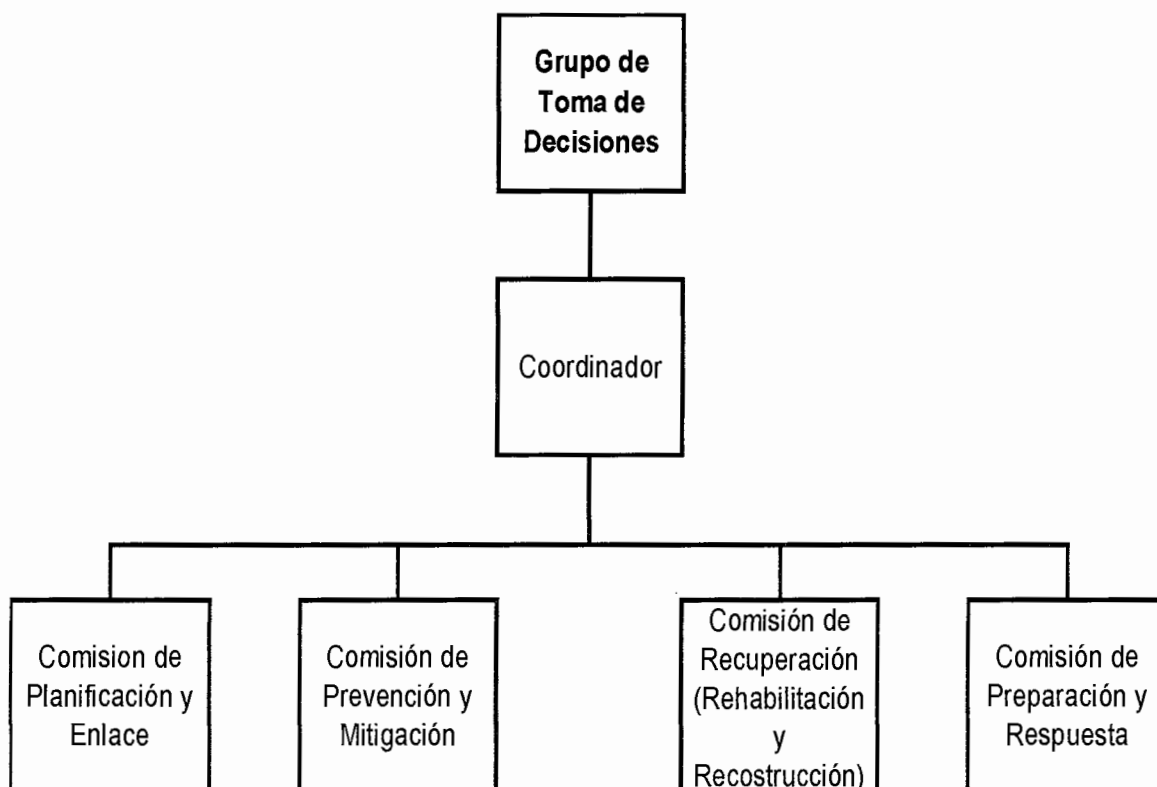 Grupo de
Toma de
Decisiones
Coordinador
Comision de
Planificación y
Enlace
Comisión de
Prevención y
Mitigación
Comisión de
Recuperación
(Rehabilitación
y
Recostrucción)
Comisión de
Preparación y
Respuesta